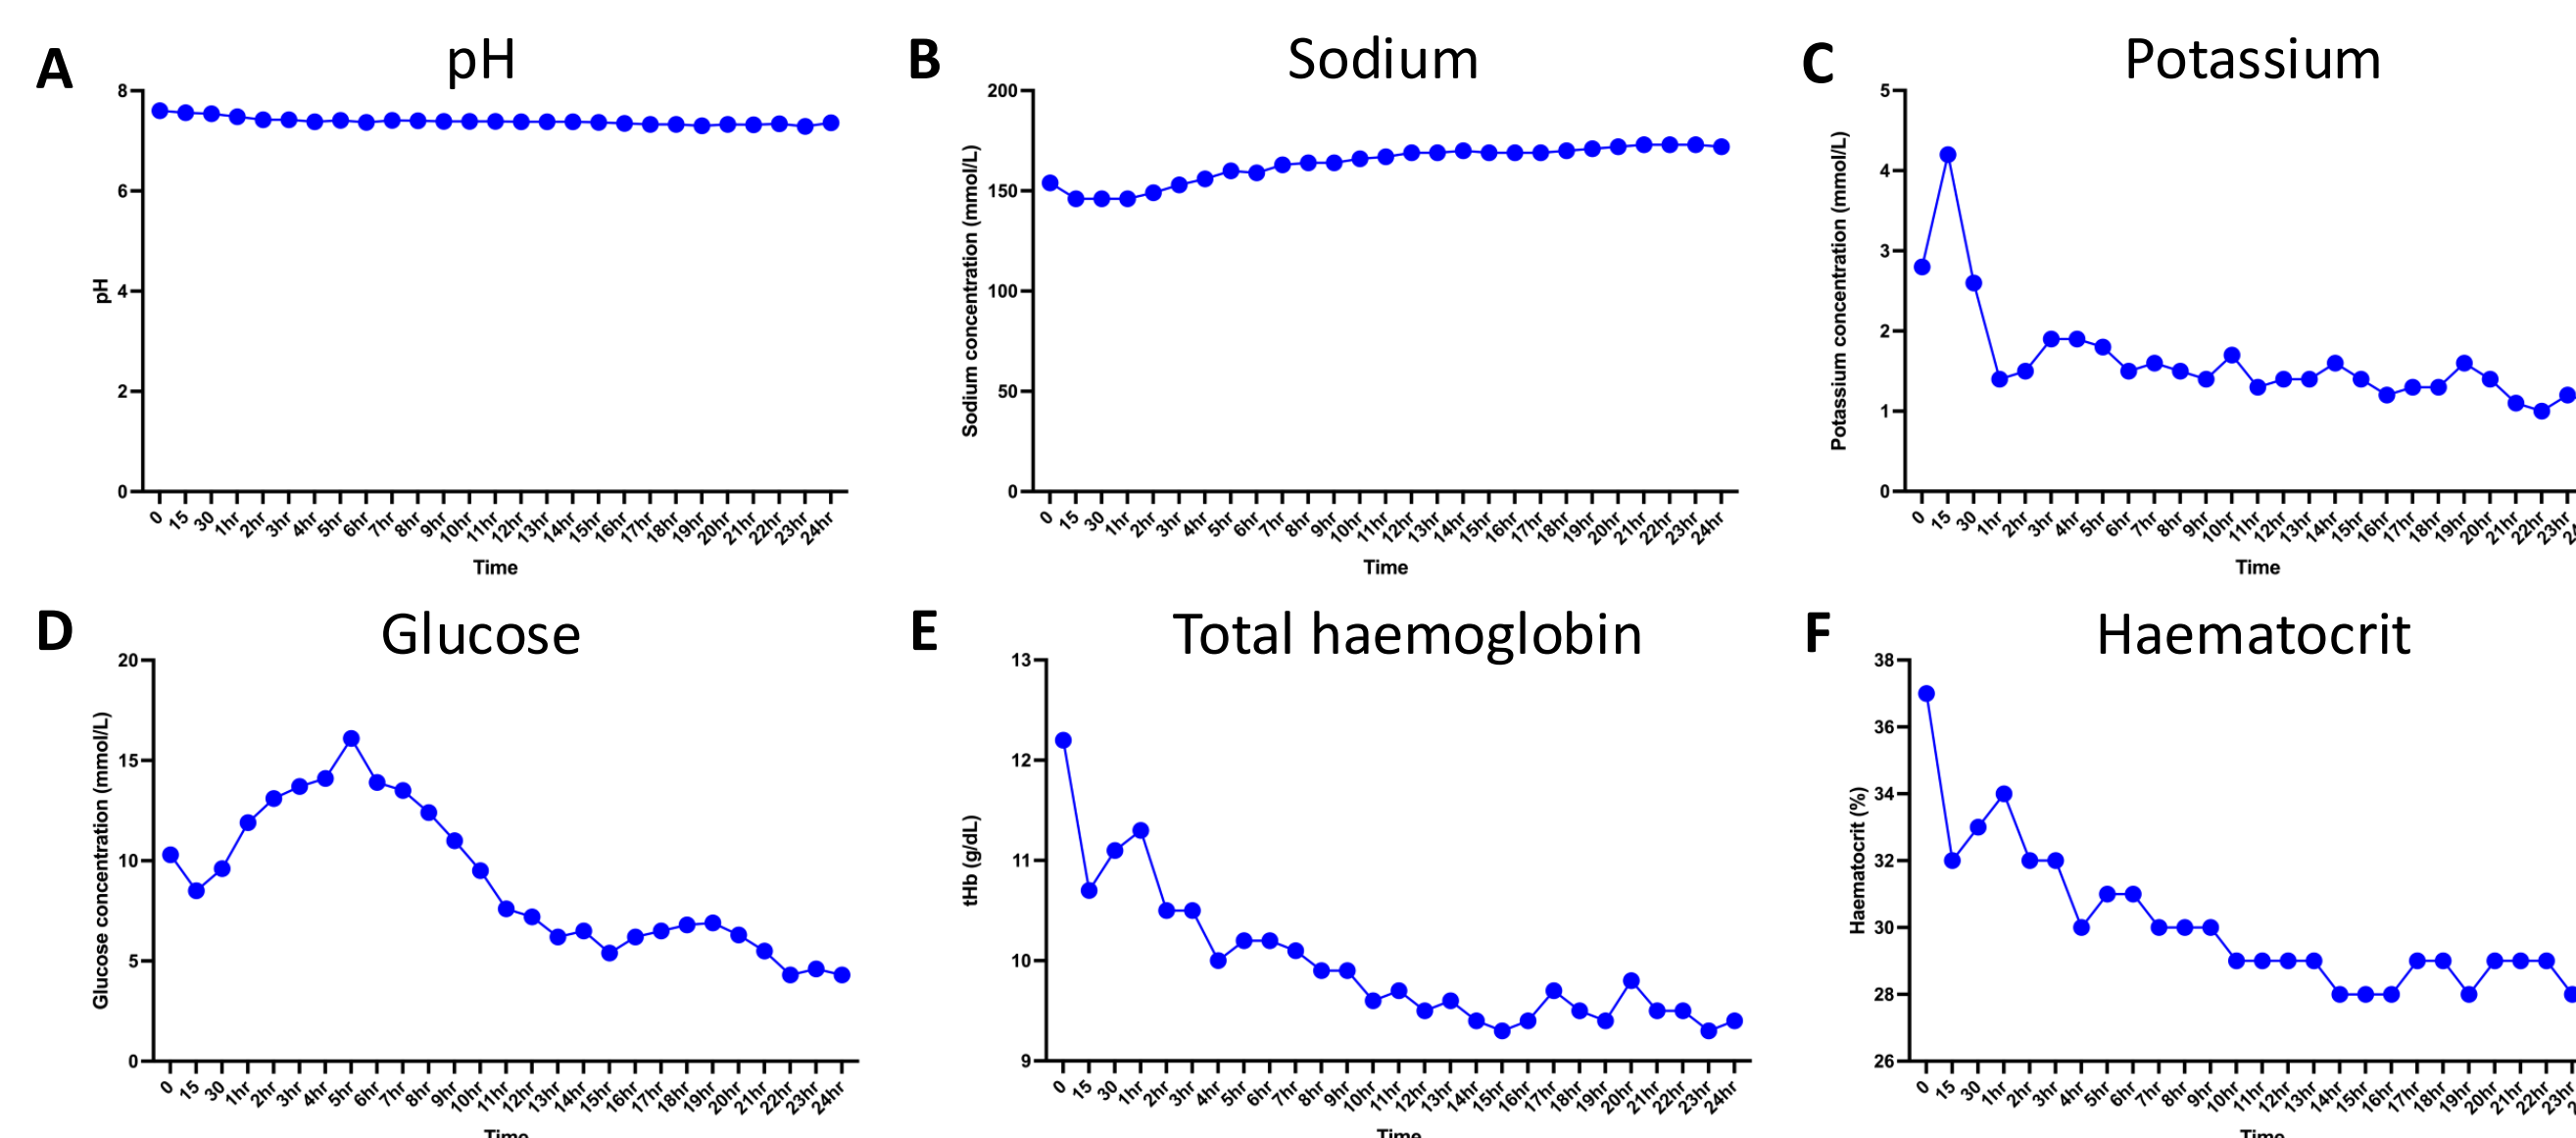 A
pH
8
6
4
2
0
pH
0 15 30 1hr 2hr 3hr 4hr 5hr 6hr 7hr 8hr 9hr 10hr 11hr 12hr 13hr 14hr 15hr 16hr 17hr 18hr 19hr 20hr 21hr 22hr 23hr 24hr
Time
B
Sodium
200
150
100
50
0
Sodium concentration (mmol/L)
0 15 30 1hr 2hr 3hr 4hr 5hr 6hr 7hr 8hr 9hr 10hr 11hr 12hr 13hr 14hr 15hr 16hr 17hr 18hr 19hr 20hr 21hr 22hr 23hr 24hr
Time
C
Potassium
5
4
3
2
1
0
Potassium concentration (mmol/L)
0 15 30 1hr 2hr 3hr 4hr 5hr 6hr 7hr 8hr 9hr 10hr 11hr 12hr 13hr 14hr 15hr 16hr 17hr 18hr 19hr 20hr 21hr 22hr 23hr
Time
D
Glucose
20
15
10
5
0
Glucose concentration (mmol/L)
0 15 30 1hr 2hr 3hr 4hr 5hr 6hr 7hr 8hr 9hr 10hr 11hr 12hr 13hr 14hr 15hr 16hr 17hr 18hr 19hr 20hr 21hr 22hr 23hr 24hr
Time
E
Total haemoglobin
13
12
11
10
9
tHb (g/dL)
0 15 30 1hr 2hr 3hr 4hr 5hr 6hr 7hr 8hr 9hr 10hr 11hr 12hr 13hr 14hr 15hr 16hr 17hr 18hr 19hr 20hr 21hr 22hr 23hr 24hr
Time
F
Haematocrit
38
36
34
32
30
28
26
Haematocrit (%)
0 15 30 1hr 2hr 3hr 4hr 5hr 6hr 7hr 8hr 9hr 10hr 11hr 12hr 13hr 14hr 15hr 16hr 17hr 18hr 19hr 20hr 21hr 22hr 23hr
Time